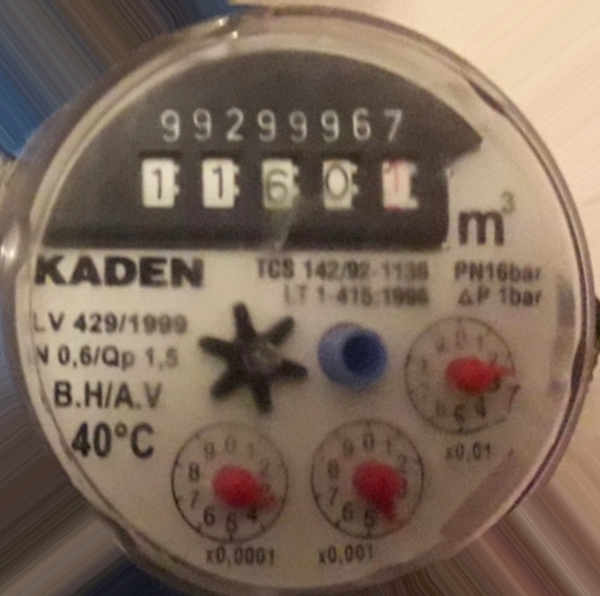 99299967
1 1 6 0 1
m³
KADEN
TCS 142/92-1136 PN16bar
LT 1-415:1996 ΔP 1bar
LV 429/1999
N 0,6/Qp 1,5
B.H/A.V
40°C
x0,01
x0,0001
x0,001